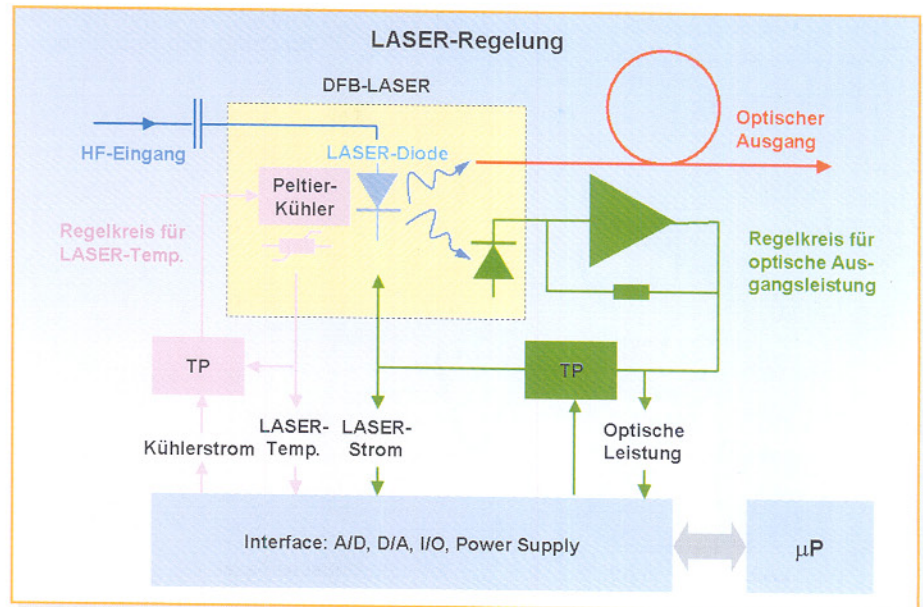 LASER-Regelung
DFB-LASER
HF-Eingang
LASER-Diode
Optischer
Ausgang
Peltier-
Kühler
Regelkreis für
LASER-Temp.
Regelkreis für
optische Aus-
gangsleistung
TP
TP
Kühlerstrom
LASER-
Temp.
LASER-
Strom
Optische
Leistung
Interface: A/D, D/A, I/O, Power Supply
µP